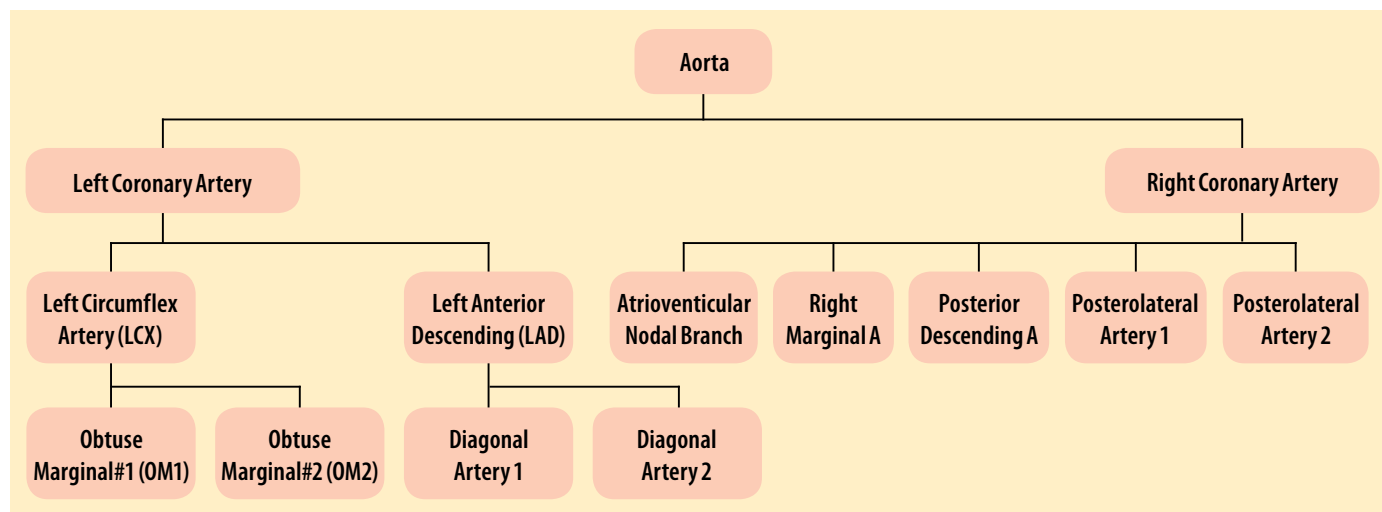 Aorta
Left Coronary Artery
Right Coronary Artery
Left Circumflex
Artery (LCX)
Left Anterior
Descending (LAD)
Atrioventicular
Nodal Branch
Right
Marginal A
Posterior
Descending A
Posterolateral
Artery 1
Posterolateral
Artery 2
Obtuse
Marginal#1 (OM1)
Obtuse
Marginal#2 (OM2)
Diagonal
Artery 1
Diagonal
Artery 2